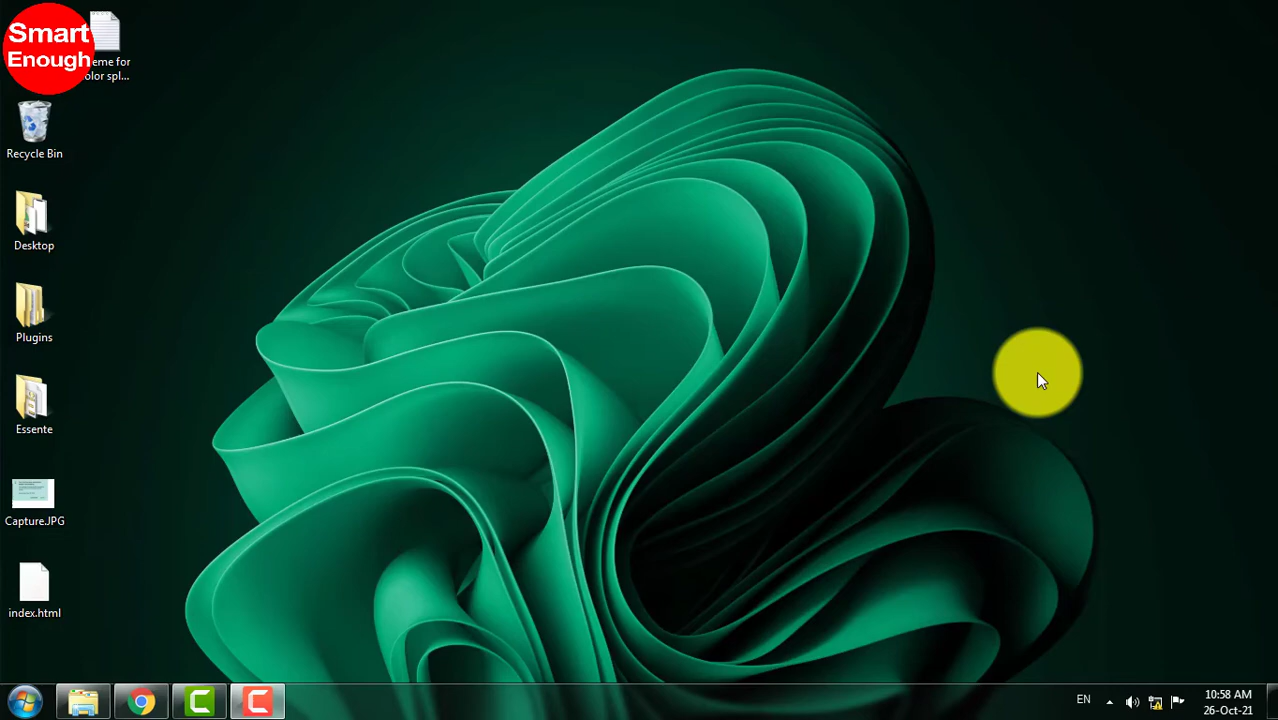 Smart
Enough
eme for
olor spl...
Recycle Bin
Desktop
Plugins
Essente
Capture.JPG
index.html
EN
10:58 AM
26-Oct-21